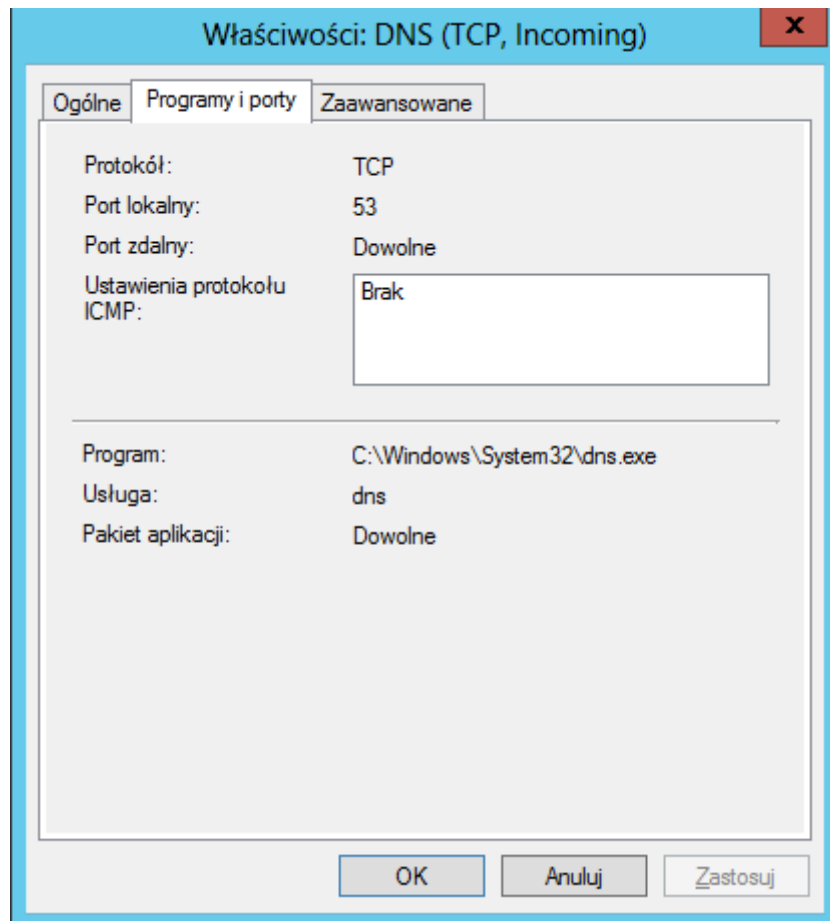 Właściwości: DNS (TCP, Incoming)
x
Ogólne
Programy i porty
Zaawansowane
Protokół: TCP
Port lokalny: 53
Port zdalny: Dowolne
Ustawienia protokołu
ICMP:
Brak
Program: C:\Windows\System32\dns.exe
Usługa: dns
Pakiet aplikacji: Dowolne
OK
Anuluj
Zastosuj